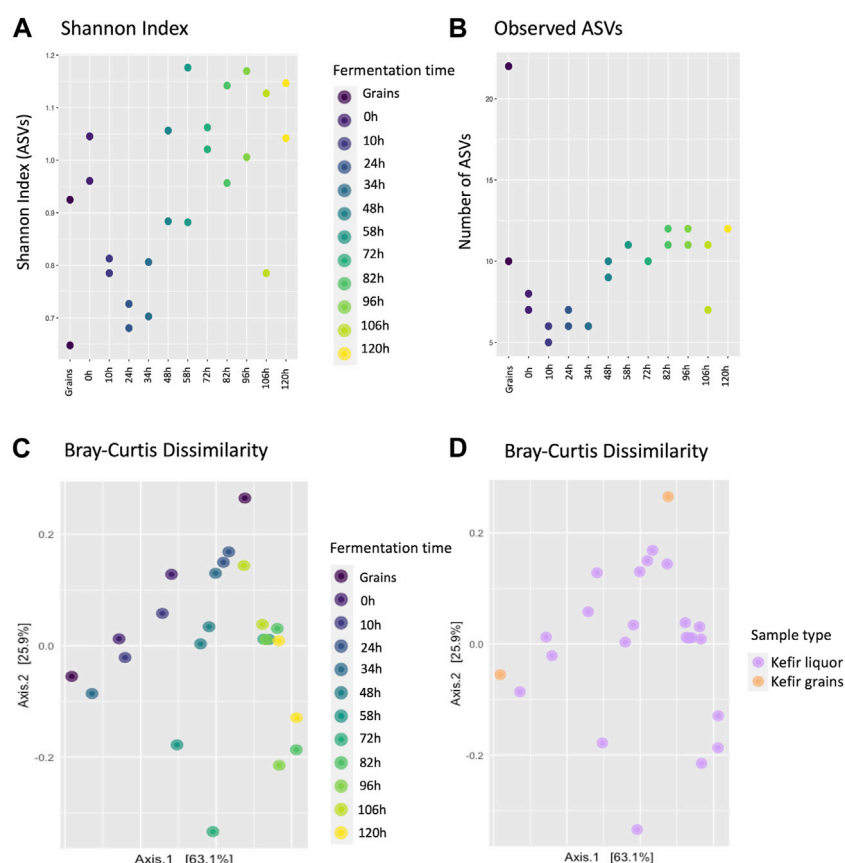 A Shannon Index
1.2
1.1
1.0
0.9
0.8
0.7
Shannon Index (ASVs)
Grains 0h 10h 24h 34h 48h 58h 72h 82h 96h 106h 120h
Fermentation time
Grains
0h
10h
24h
34h
48h
58h
72h
82h
96h
106h
120h
B Observed ASVs
20
15
10
5
Number of ASVs
Grains 0h 10h 24h 34h 48h 58h 72h 82h 96h 106h 120h
C Bray-Curtis Dissimilarity
0.2
0.0
-0.2
Axis.2 [25.9%]
Axis.1 [63.1%]
Fermentation time
Grains
0h
10h
24h
34h
48h
58h
72h
82h
96h
106h
120h
D Bray-Curtis Dissimilarity
0.2
0.0
-0.2
Axis.2 [25.9%]
Axis.1 [63.1%]
Sample type
Kefir liquor
Kefir grains